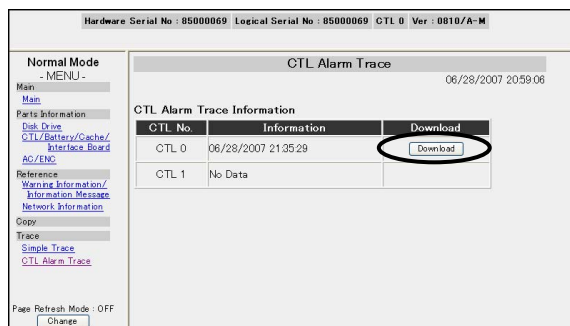 Hardware Serial No : 85000069 Logical Serial No : 85000069 CTL 0 Ver : 0810/A-M
Normal Mode
- MENU -
Main
Main
Parts Information
Disk Drive
CTL/Battery/Cache/
Interface Board
AC/ENC
Reference
Warning Information/
Information Message
Network Information
Copy
Trace
Simple Trace
CTL Alarm Trace
Page Refresh Mode : OFF
Change
CTL Alarm Trace
06/28/2007 20:59:06
CTL Alarm Trace Information
CTL No. Information Download
CTL 0 06/28/2007 21:35:29 Download
CTL 1 No Data